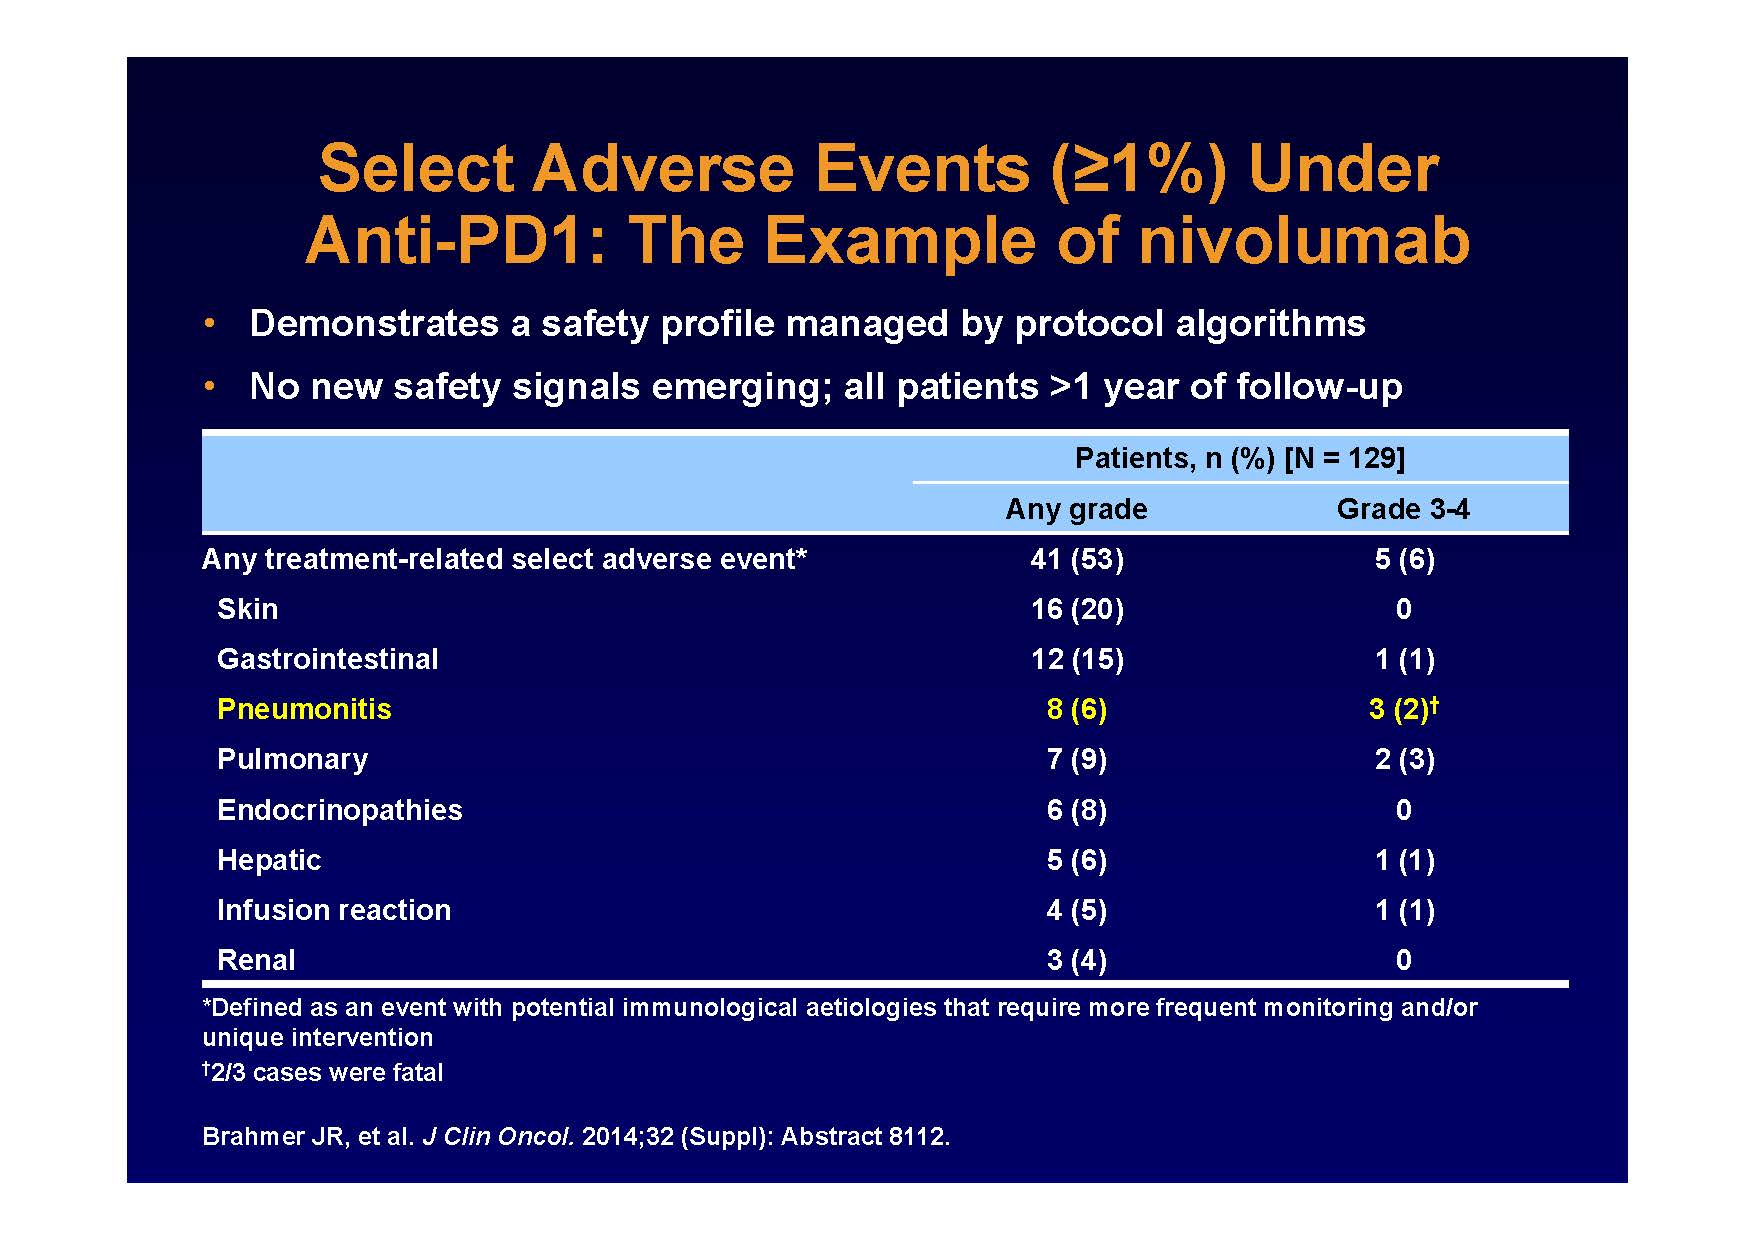 Select Adverse Events (≥1%) Under
Anti-PD1: The Example of nivolumab
• Demonstrates a safety profile managed by protocol algorithms
• No new safety signals emerging; all patients >1 year of follow-up
Patients, n (%) [N = 129]
Any grade Grade 3-4
Any treatment-related select adverse event* 41 (53) 5 (6)
Skin 16 (20) 0
Gastrointestinal 12 (15) 1 (1)
Pneumonitis 8 (6) 3 (2)†
Pulmonary 7 (9) 2 (3)
Endocrinopathies 6 (8) 0
Hepatic 5 (6) 1 (1)
Infusion reaction 4 (5) 1 (1)
Renal 3 (4) 0
*Defined as an event with potential immunological aetiologies that require more frequent monitoring and/or
unique intervention
†2/3 cases were fatal
Brahmer JR, et al. J Clin Oncol. 2014;32 (Suppl): Abstract 8112.